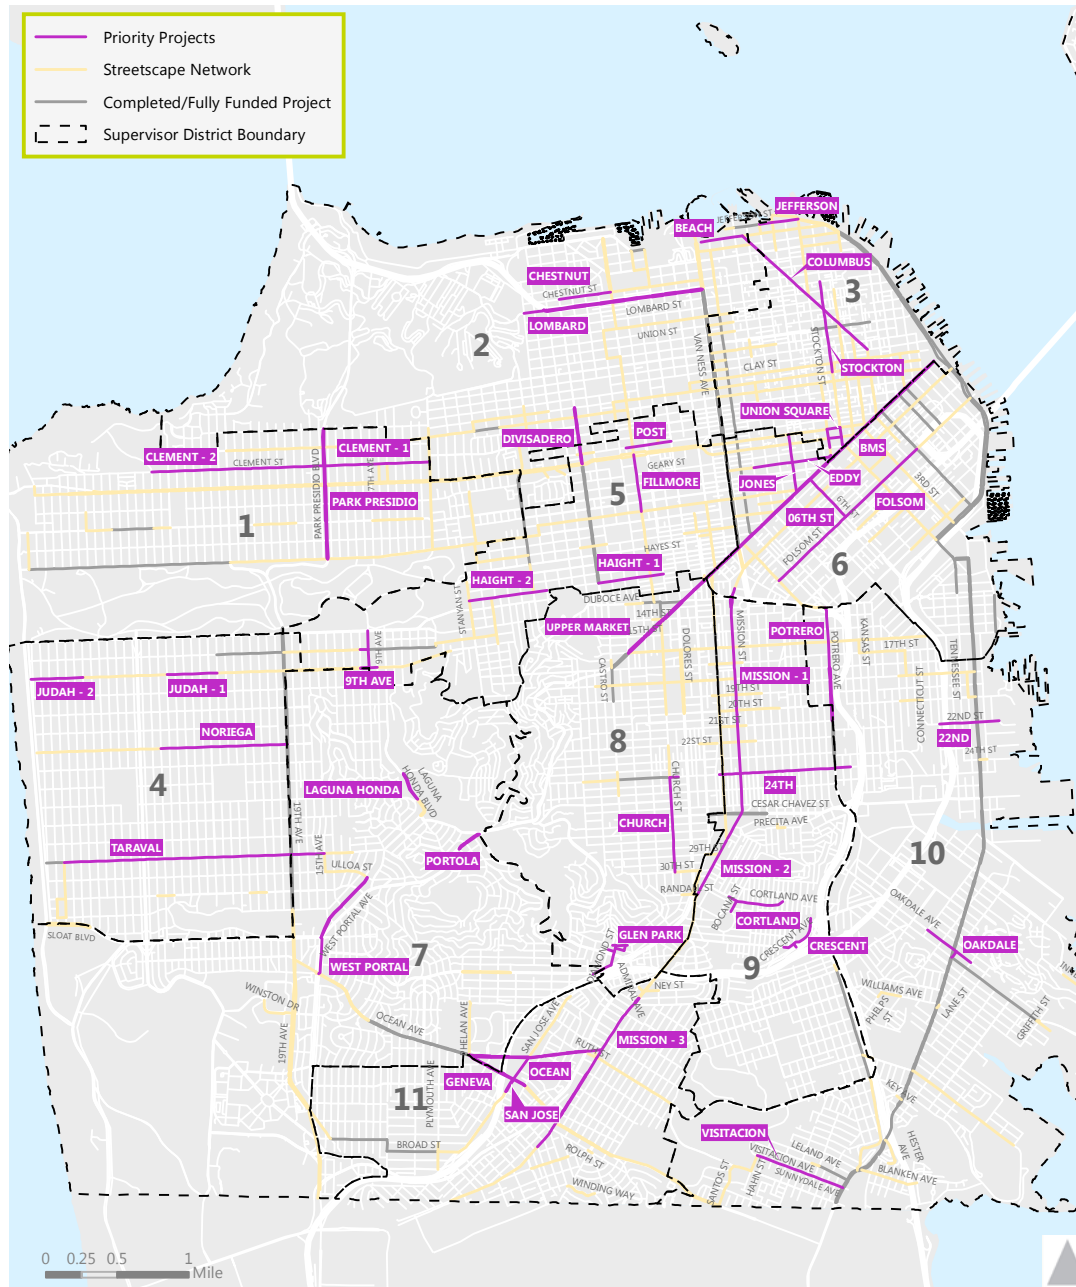 Priority Projects
Streetscape Network
Completed/Fully Funded Project
Supervisor District Boundary
JEFFERSON
JEFFERSON ST
BEACH
COLUMBUS
CHESTNUT
3
CHESTNUT ST
LOMBARD ST
LOMBARD
UNION ST
2
VAN NESS AVE
STOCKTON ST
CLAY ST
STOCKTON
UNION SQUARE
POST
DIVISADERO
CLEMENT - 1
BMS
CLEMENT - 2
CLEMENT ST
GEARY ST
7TH AVE
EDDY
FILLMORE
JONES
3RD ST
PARK PRESIDIO BLVD
PARK PRESIDIO
5
6TH ST
FOLSOM
06TH ST
1
FOLSOM ST
HAYES ST
HAIGHT - 1
6
HAIGHT - 2
STANYAN ST
DUBOCE AVE
14TH ST
UPPER MARKET
15TH ST
MISSION ST
POTRERO
KANSAS ST
17TH ST
9TH AVE
DOLORES ST
POTRERO AVE
TENNESSEE ST
CASTRO ST
MISSION - 1
9TH AVE
JUDAH - 1
JUDAH - 2
19TH ST
CONNECTICUT ST
20TH ST
21ST ST
22ND ST
NORIEGA
8
22ST ST
22ND
24TH ST
4
LAGUNA HONDA
LAGUNA
HONDA BLVD
CHURCH ST
24TH
19TH AVE
CESAR CHAVEZ ST
CHURCH
PRECITA AVE
TARAVAL
15TH AVE
29TH ST
10
PORTOLA
ULLOA ST
30TH ST
MISSION - 2
RANDALL ST
BOCANA ST
CORTLAND AVE
OAKDALE AVE
WEST PORTAL AVE
CORTLAND
SLOAT BLVD
GLEN PARK
CRESCENT AVE
CRESCENT
OAKDALE
7
DIAMOND ST
WEST PORTAL
9
ADMIRAL AVE
NEY ST
WILLIAMS AVE
WINSTON DR
PHELPS
ST
LANE ST
GRIFFITH ST
OCEAN AVE
SAN JOSE AVE
19TH AVE
PHELAN AVE
MISSION - 3
RUTH ST
OCEAN
GENEVA
KEY AVE
11
PLYMOUTH AVE
SAN JOSE
VISITACION
BROAD ST
LELAND AVE
HESTER
AVE
ROLPH ST
VISITACION AVE
SUNNYDALE AVE
BLANKEN AVE
SANTOS ST
HAHN ST
WINDING WAY
0 0.25 0.5 1
Mile